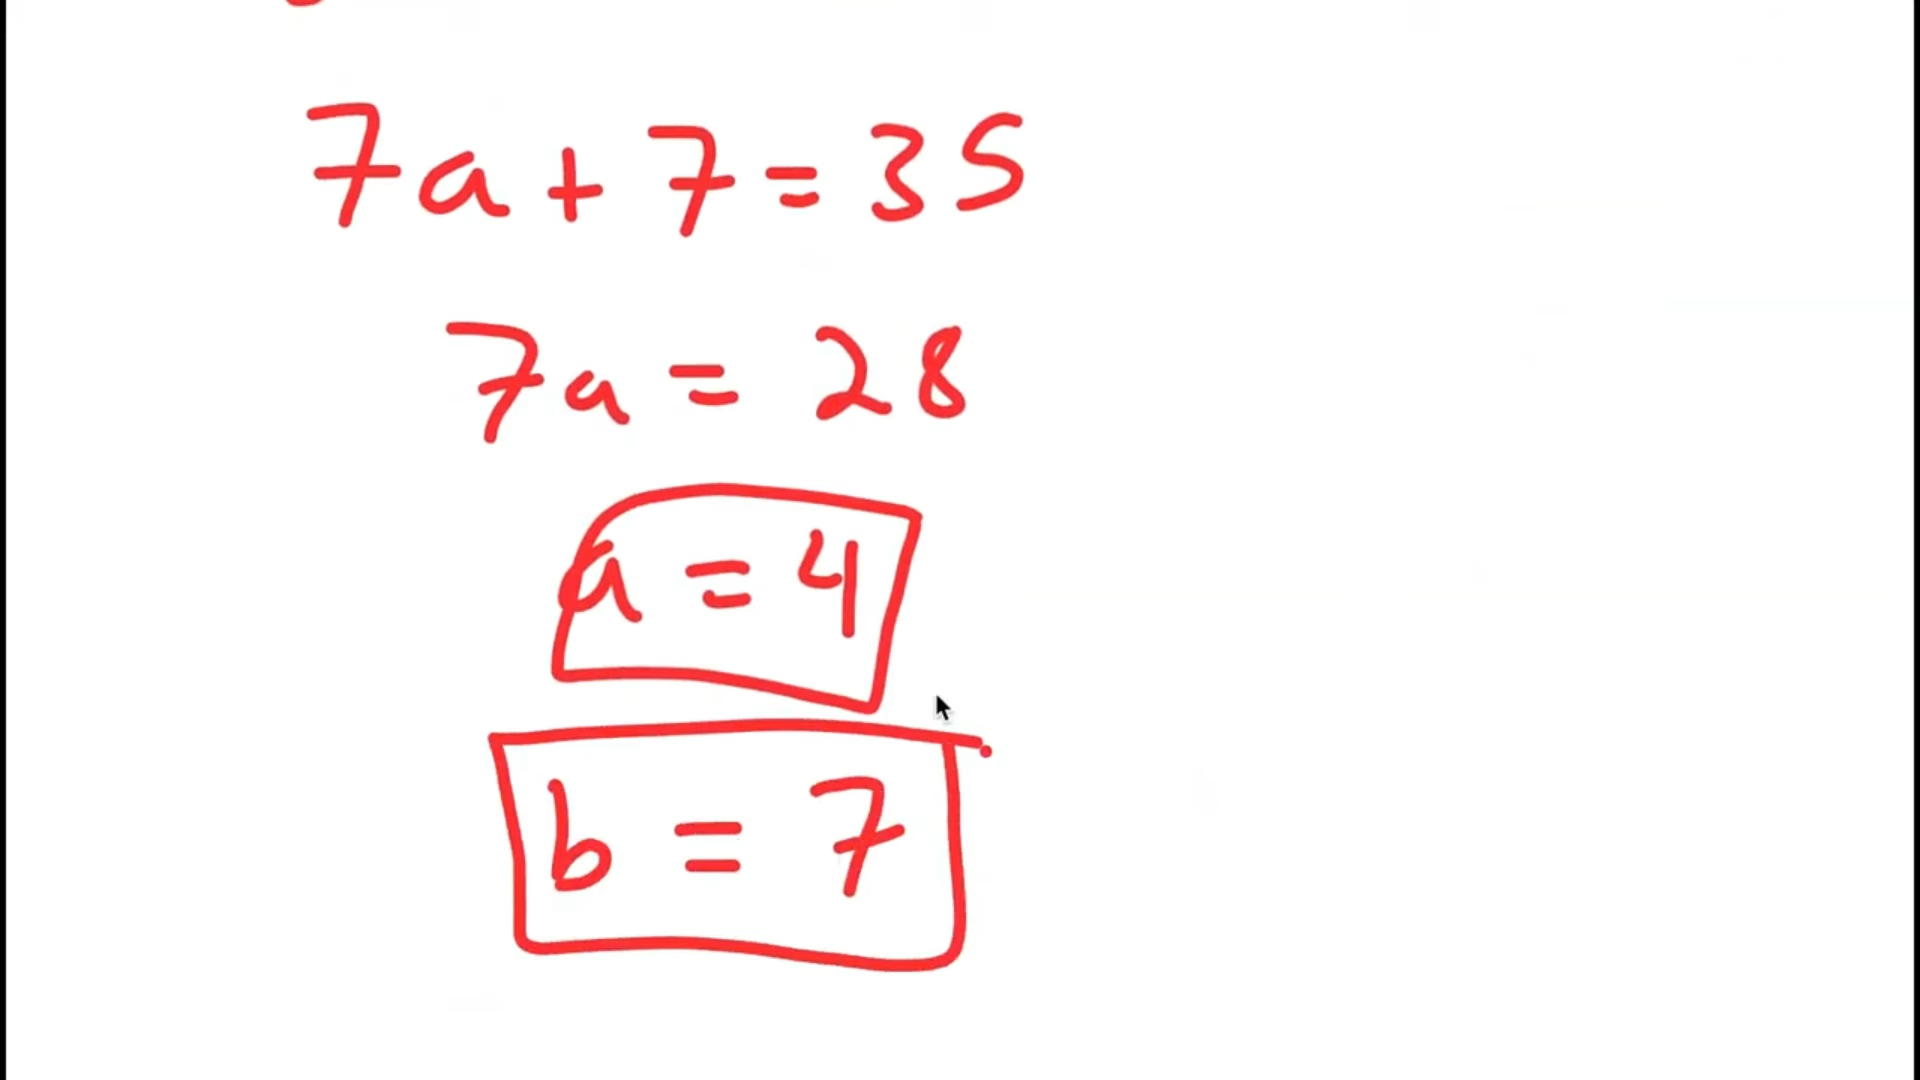 7a + 7 = 35
7a = 28
a = 4
b = 7